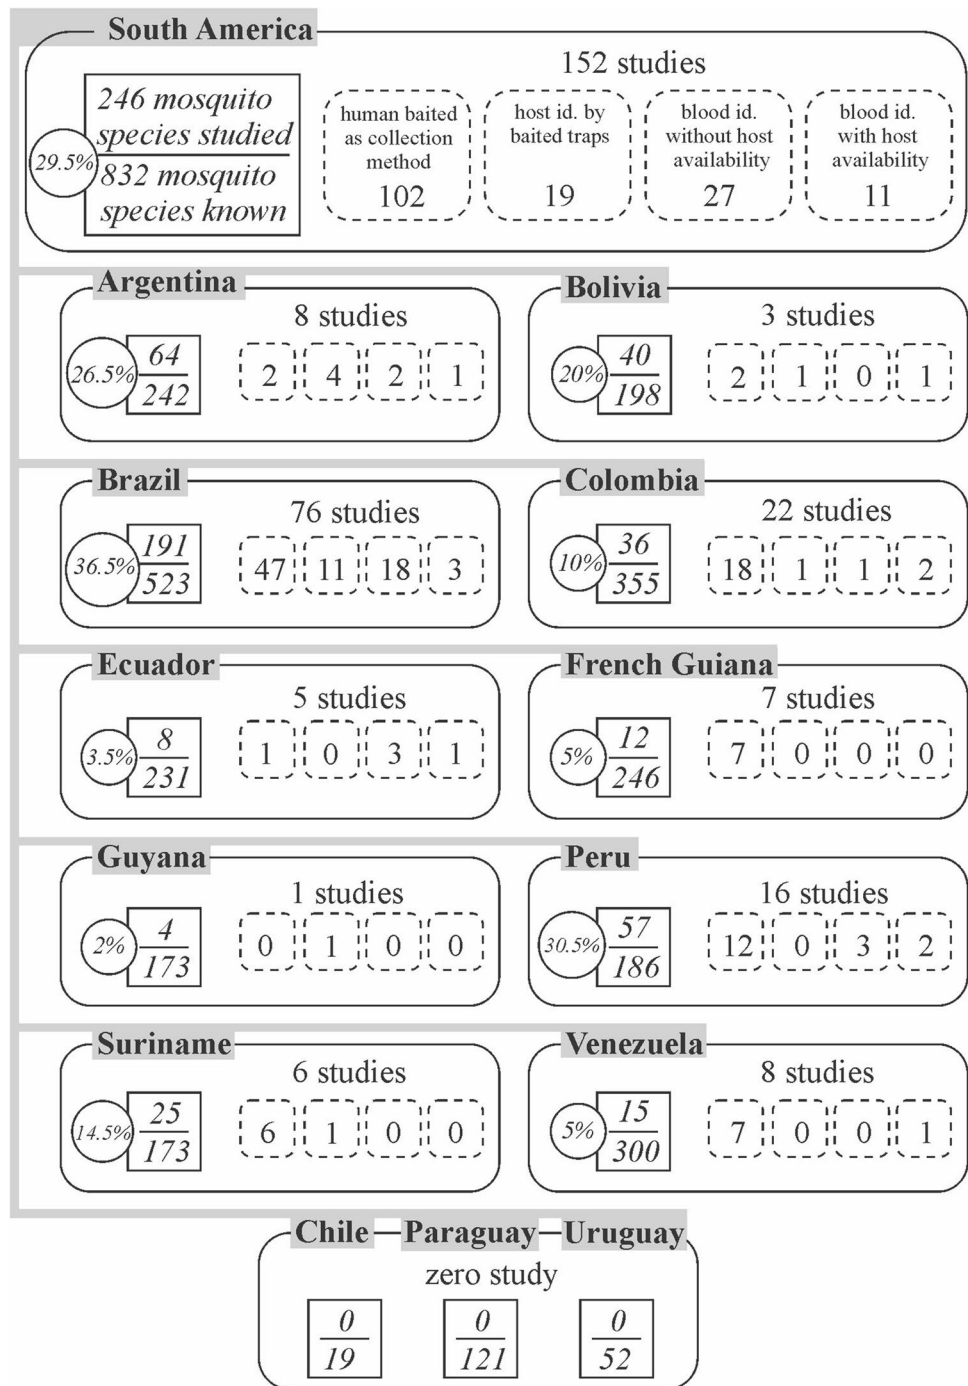 South America
152 studies
29.5%
246 mosquito
species studied
832 mosquito
species known
human baited
as collection
method
102
host id. by
baited traps
19
blood id.
without host
availability
27
blood id.
with host
availability
11
Argentina
8 studies
26.5%
64
242
2 4 2 1
Bolivia
3 studies
20%
40
198
2 1 0 1
Brazil
76 studies
36.5%
191
523
47 11 18 3
Colombia
22 studies
10%
36
355
18 1 1 2
Ecuador
5 studies
3.5%
8
231
1 0 3 1
French Guiana
7 studies
5%
12
246
7 0 0 0
Guyana
1 studies
2%
4
173
0 1 0 0
Peru
16 studies
30.5%
57
186
12 0 3 2
Suriname
6 studies
14.5%
25
173
6 1 0 0
Venezuela
8 studies
5%
15
300
7 0 0 1
Chile Paraguay Uruguay
zero study
0
19
0
121
0
52